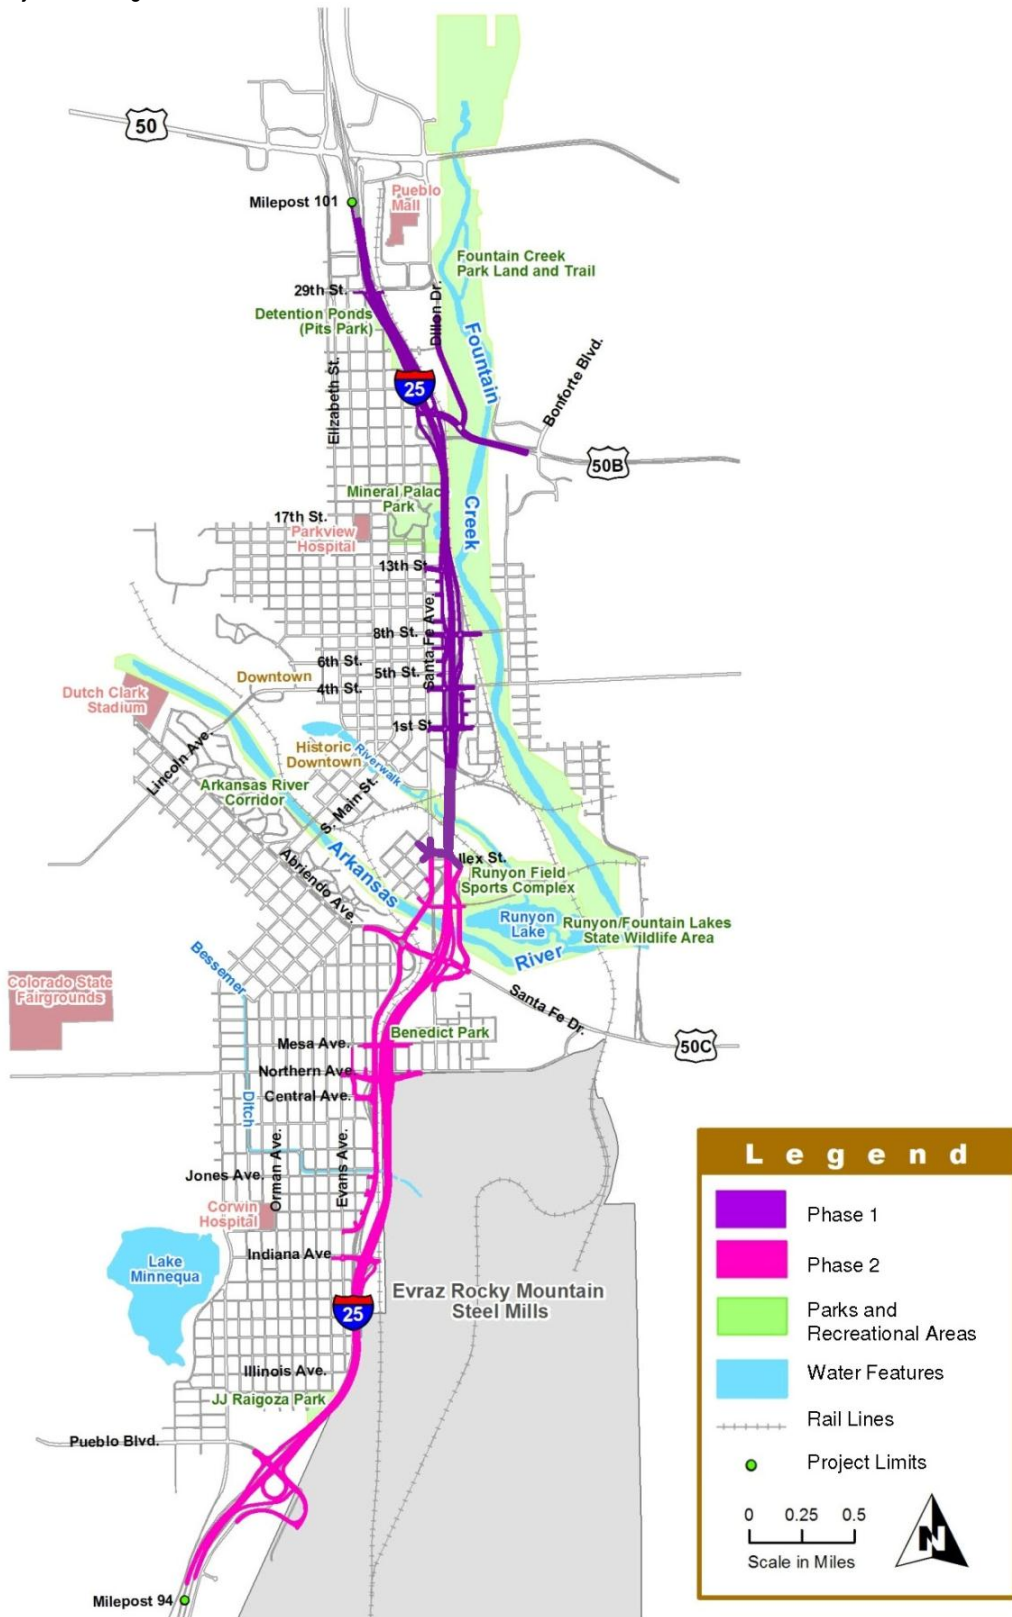 50
Milepost 101
Pueblo
Mall
Fountain Creek
Park Land and Trail
29th St.
Dillon Dr.
Detention Ponds
(Pits Park)
Fountain
Bonforte Blvd.
Elizabeth St.
25
50B
Mineral Palac
Park
Creek
17th St.
Parkview
Hospital
13th St
Santa Fe Ave.
8th St.
6th St.
5th St.
Downtown
4th St.
Dutch Clark
Stadium
1st St
Lincoln Ave.
Historic
Downtown
Riverwalk
Arkansas River
Corridor
S. Main St.
Arkansas
Ilex St.
Abriendo Ave.
Runyon Field
Sports Complex
Runyon
Lake
Runyon/Fountain Lakes
State Wildlife Area
River
Bessemer
Colorado State
Fairgrounds
Santa Fe Dr.
Benedict Park
50C
Mesa Ave.
Northern Ave
Central Ave.
Ditch
Orman Ave.
Evans Ave.
Jones Ave.
Corwin
Hospital
Indiana Ave
Lake
Minnequa
Evraz Rocky Mountain
Steel Mills
25
Illinois Ave.
JJ Raigoza Park
Pueblo Blvd.
Milepost 94
Legend
Phase 1
Phase 2
Parks and
Recreational Areas
Water Features
Rail Lines
Project Limits
0 0.25 0.5
Scale in Miles
N